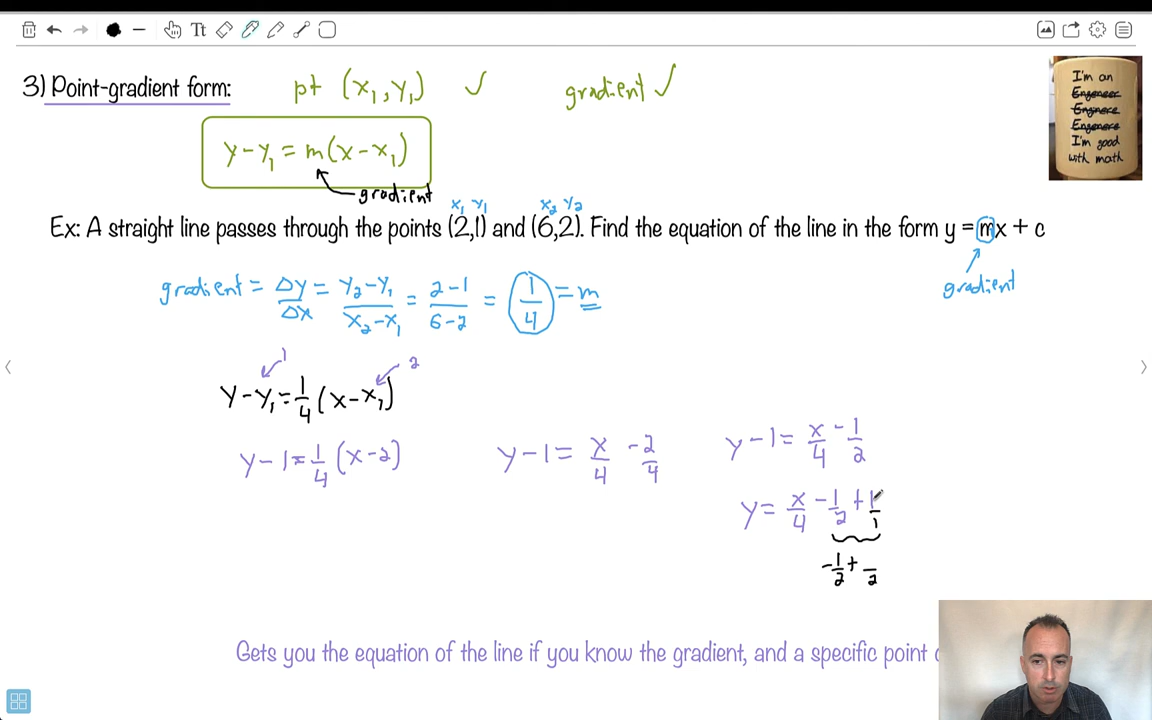 Tt
3) Point-gradient form: pt (x₁,y₁) ✓ gradient ✓
y-y₁ = m(x-x₁)
gradient
I'm an
Engeneer
Enginere
Engenere
I'm good
with math
x₁ y₁ x₂ y₂
Ex: A straight line passes through the points (2,1) and (6,2). Find the equation of the line in the form y = mx + c
gradient
gradient = Δy/Δx = y₂-y₁/x₂-x₁ = 2-1/6-2 = 1/4 = m
1 2
y-y₁ = 1/4 (x-x₁)
y-1 = 1/4 (x-2) y-1 = x/4 - 2/4 y-1 = x/4 - 1/2
y = x/4 - 1/2 + 1/1
-1/2 + /2
Gets you the equation of the line if you know the gradient, and a specific point